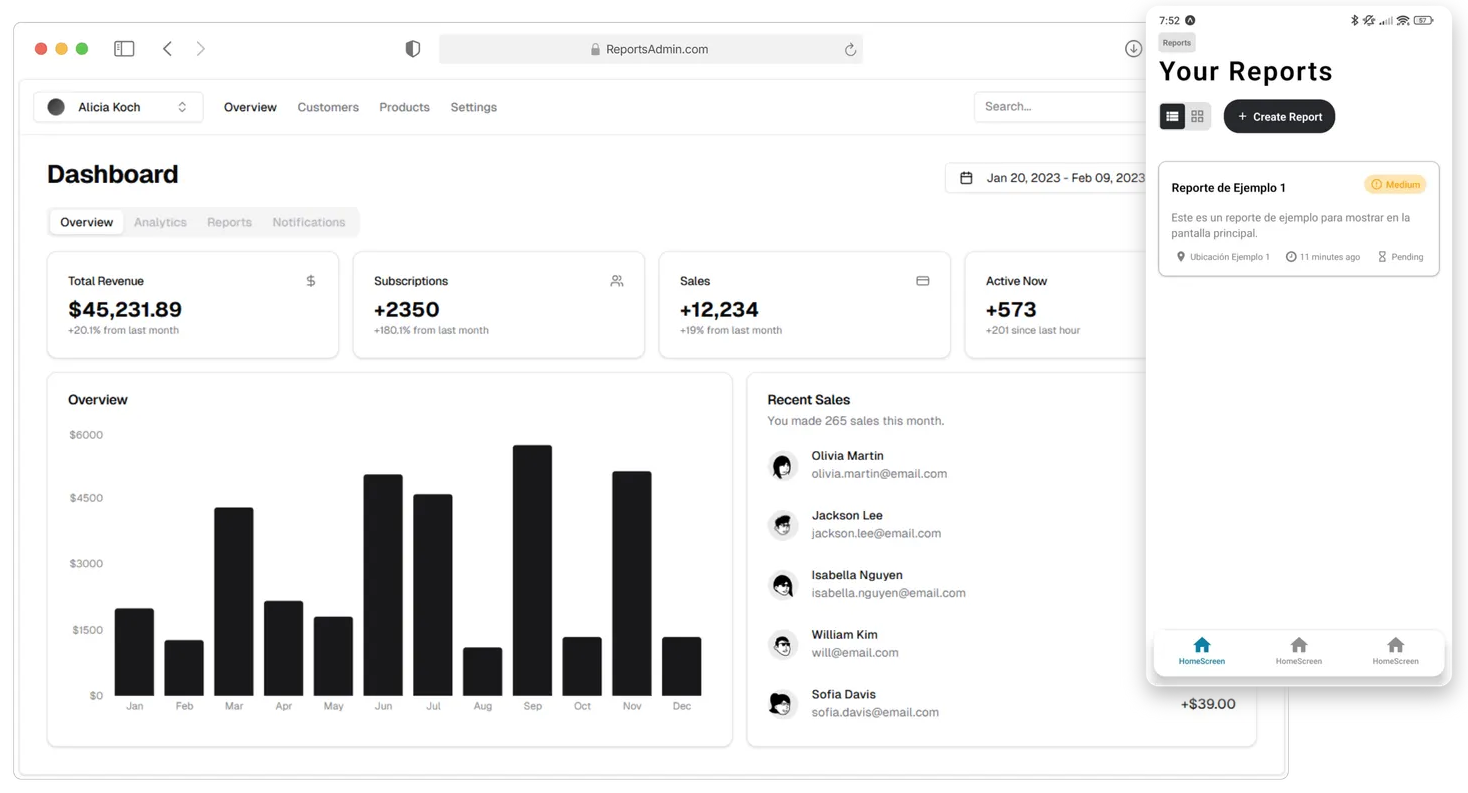 ReportsAdmin.com
Alicia Koch
Overview
Customers
Products
Settings
Search...
Dashboard
Jan 20, 2023 - Feb 09, 2023
Overview
Analytics
Reports
Notifications
Total Revenue
$
$45,231.89
+20.1% from last month
Subscriptions
+2350
+180.1% from last month
Sales
+12,234
+19% from last month
Active Now
+573
+201 since last hour
Overview
$6000
$4500
$3000
$1500
$0
Jan
Feb
Mar
Apr
May
Jun
Jul
Aug
Sep
Oct
Nov
Dec
Recent Sales
You made 265 sales this month.
Olivia Martin
olivia.martin@email.com
Jackson Lee
jackson.lee@email.com
Isabella Nguyen
isabella.nguyen@email.com
William Kim
will@email.com
Sofia Davis
sofia.davis@email.com
+$39.00
7:52
57
Reports
Your Reports
+ Create Report
Reporte de Ejemplo 1
Medium
Este es un reporte de ejemplo para mostrar en la
pantalla principal.
Ubicación Ejemplo 1
11 minutes ago
Pending
HomeScreen
HomeScreen
HomeScreen